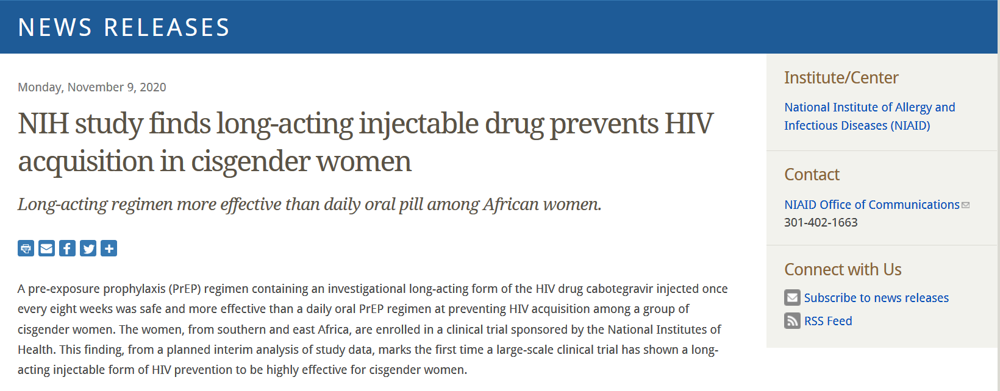 NEWS RELEASES
Monday, November 9, 2020
NIH study finds long-acting injectable drug prevents HIV
acquisition in cisgender women
Long-acting regimen more effective than daily oral pill among African women.
A pre-exposure prophylaxis (PrEP) regimen containing an investigational long-acting form of the HIV drug cabotegravir injected once
every eight weeks was safe and more effective than a daily oral PrEP regimen at preventing HIV acquisition among a group of
cisgender women. The women, from southern and east Africa, are enrolled in a clinical trial sponsored by the National Institutes of
Health. This finding, from a planned interim analysis of study data, marks the first time a large-scale clinical trial has shown a long-
acting injectable form of HIV prevention to be highly effective for cisgender women.
Institute/Center
National Institute of Allergy and
Infectious Diseases (NIAID)
Contact
NIAID Office of Communications
301-402-1663
Connect with Us
Subscribe to news releases
RSS Feed